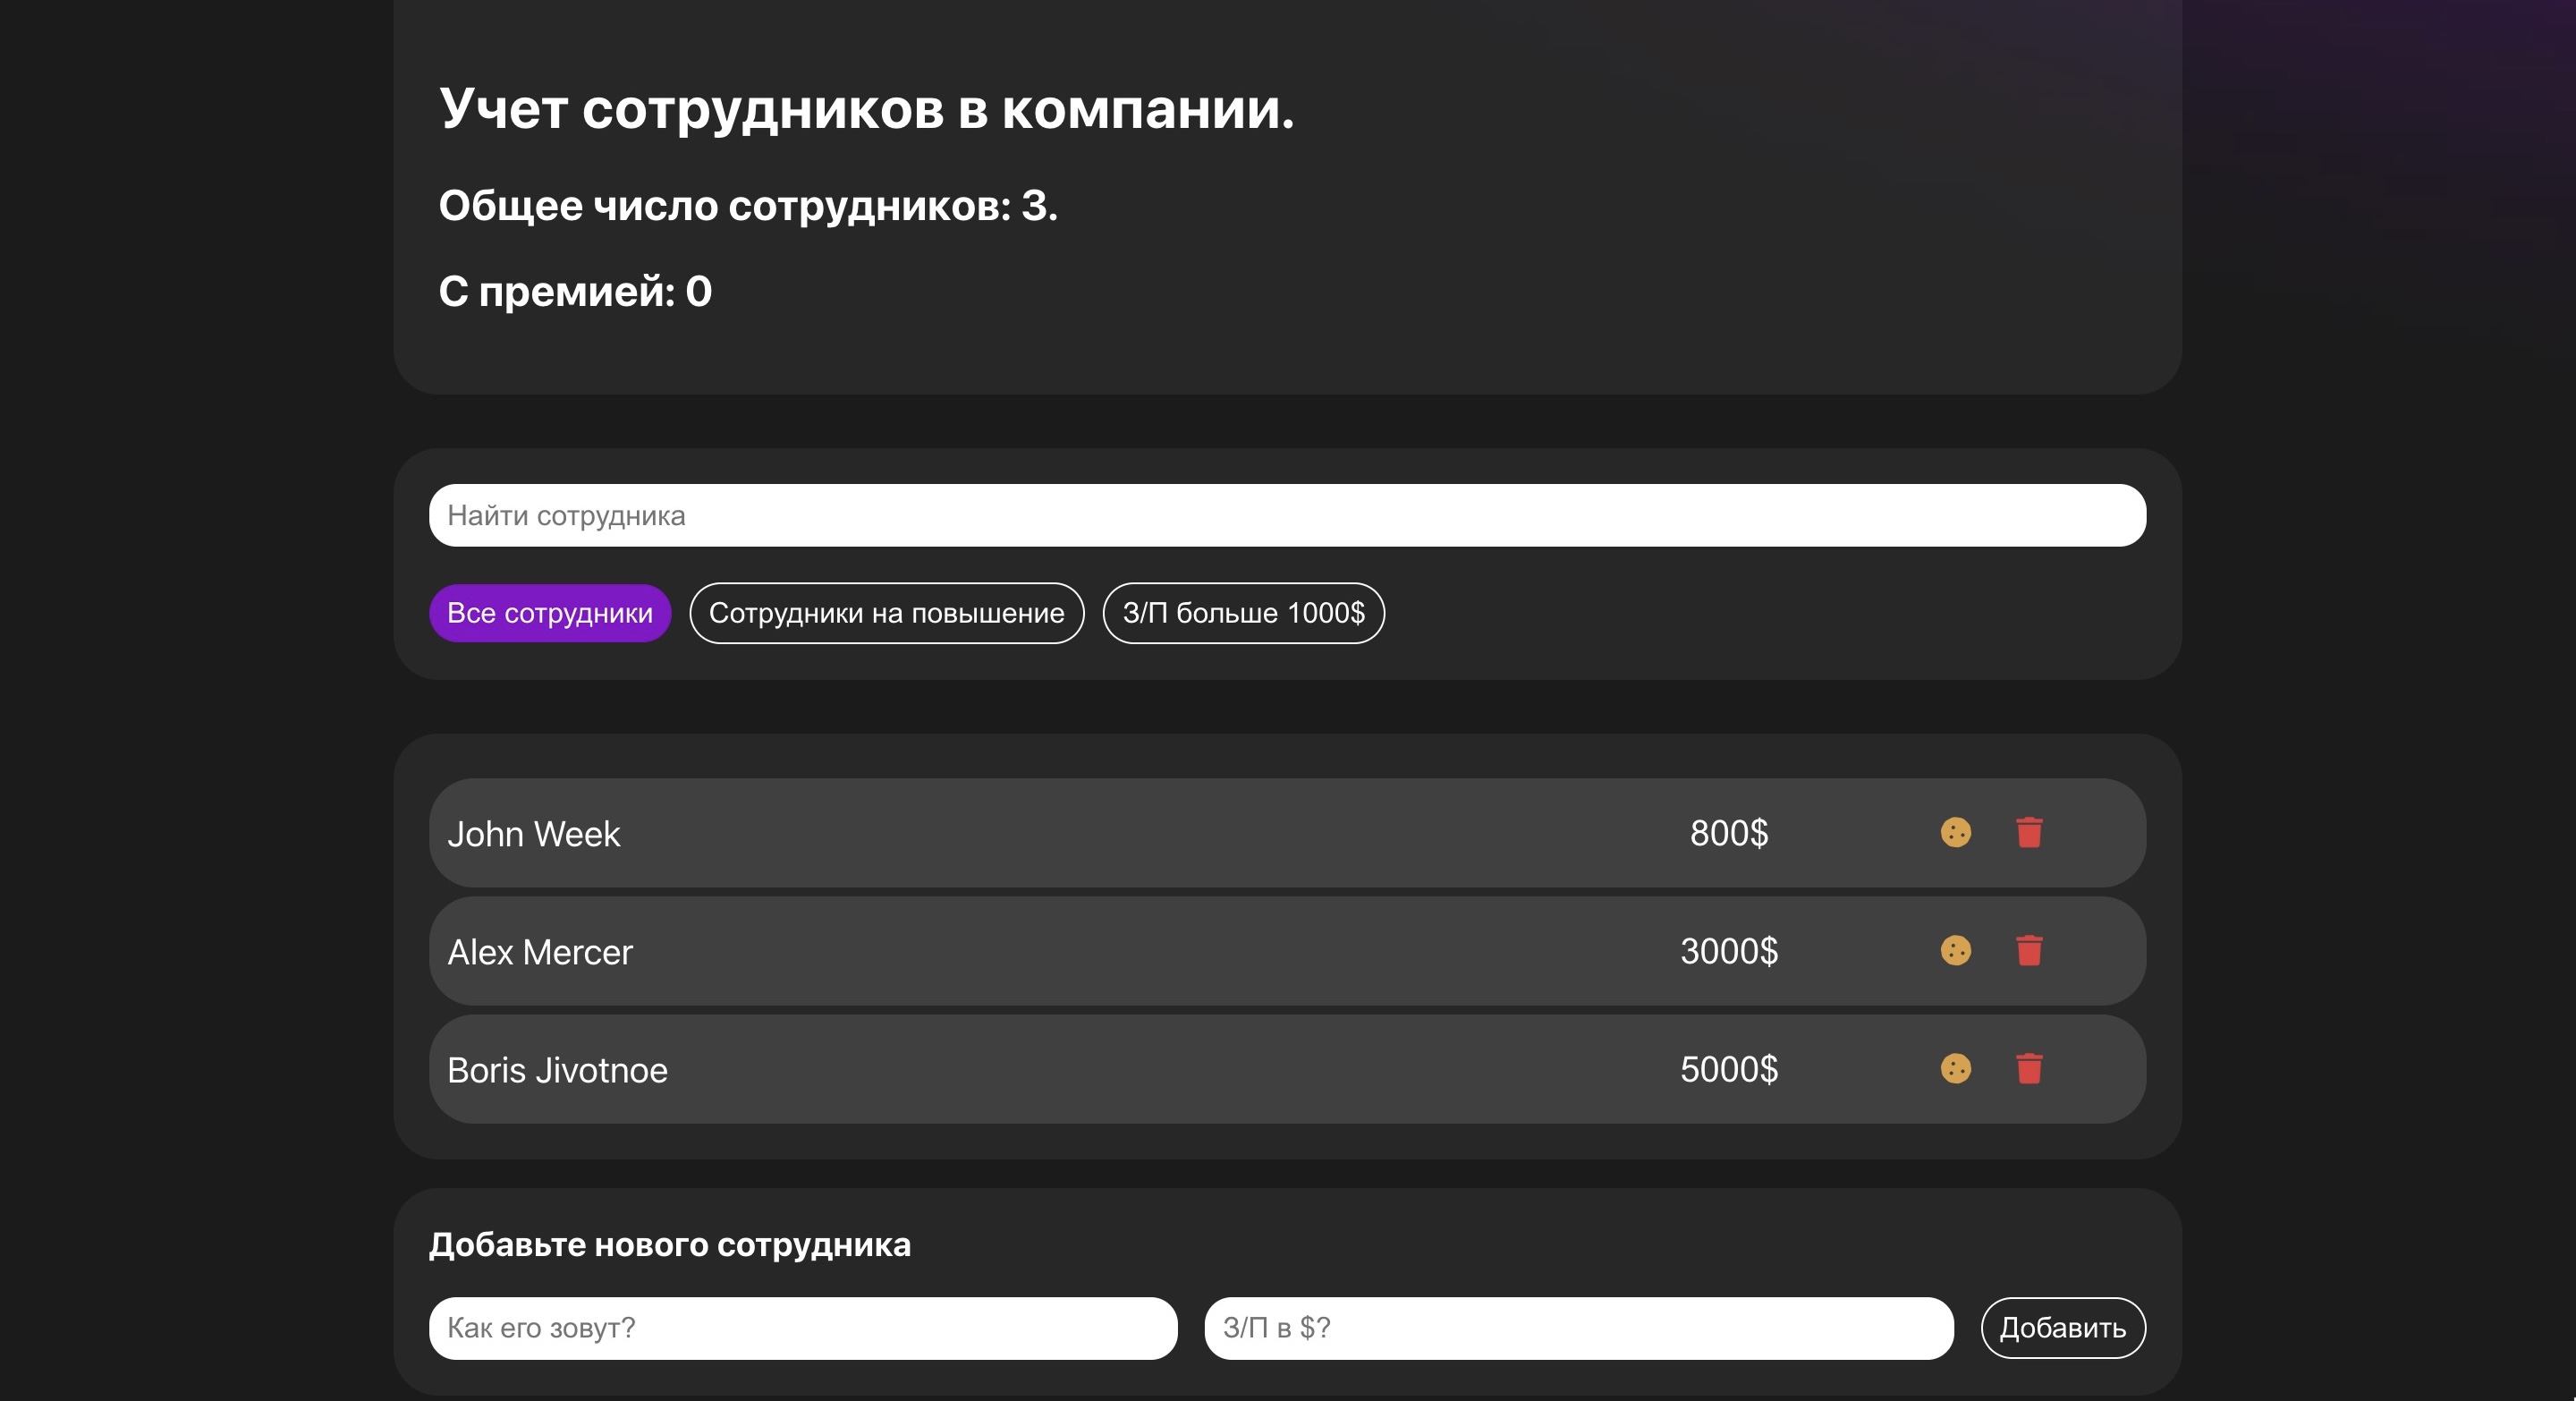 Учет сотрудников в компании.
Общее число сотрудников: 3.
С премией: 0
Найти сотрудника
Все сотрудники Сотрудники на повышение З/П больше 1000$
John Week 800$
Alex Mercer 3000$
Boris Jivotnoe 5000$
Добавьте нового сотрудника
Как его зовут? З/П в $? Добавить